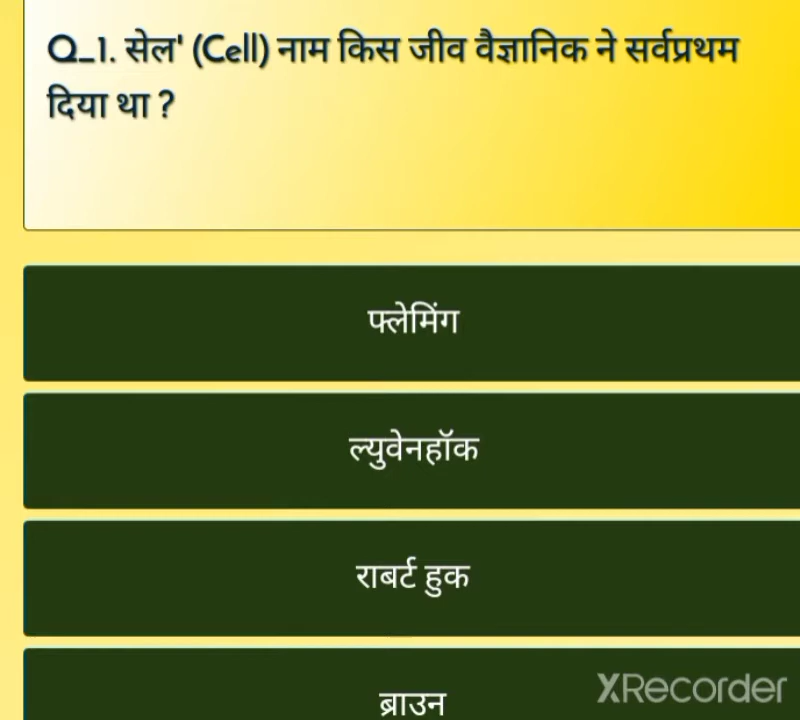 Q_1. सेल' (Cell) नाम किस जीव वैज्ञानिक ने सर्वप्रथम
दिया था ?
फ्लेमिंग
ल्युवेनहॉक
राबर्ट हुक
ब्राउन
XRecorder